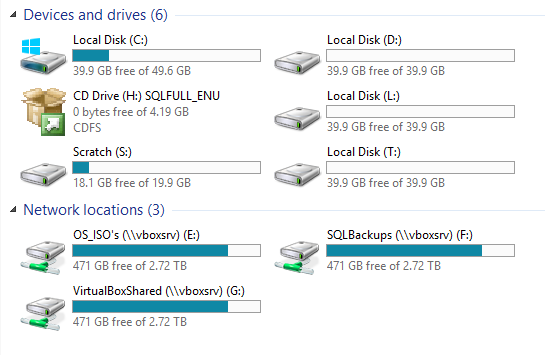 Devices and drives (6)
Local Disk (C:)
39.9 GB free of 49.6 GB
Local Disk (D:)
39.9 GB free of 39.9 GB
CD Drive (H:) SQLFULL_ENU
0 bytes free of 4.19 GB
CDFS
Local Disk (L:)
39.9 GB free of 39.9 GB
Scratch (S:)
18.1 GB free of 19.9 GB
Local Disk (T:)
39.9 GB free of 39.9 GB
Network locations (3)
OS_ISO's (\\vboxsrv) (E:)
471 GB free of 2.72 TB
SQLBackups (\\vboxsrv) (F:)
471 GB free of 2.72 TB
VirtualBoxShared (\\vboxsrv) (G:)
471 GB free of 2.72 TB